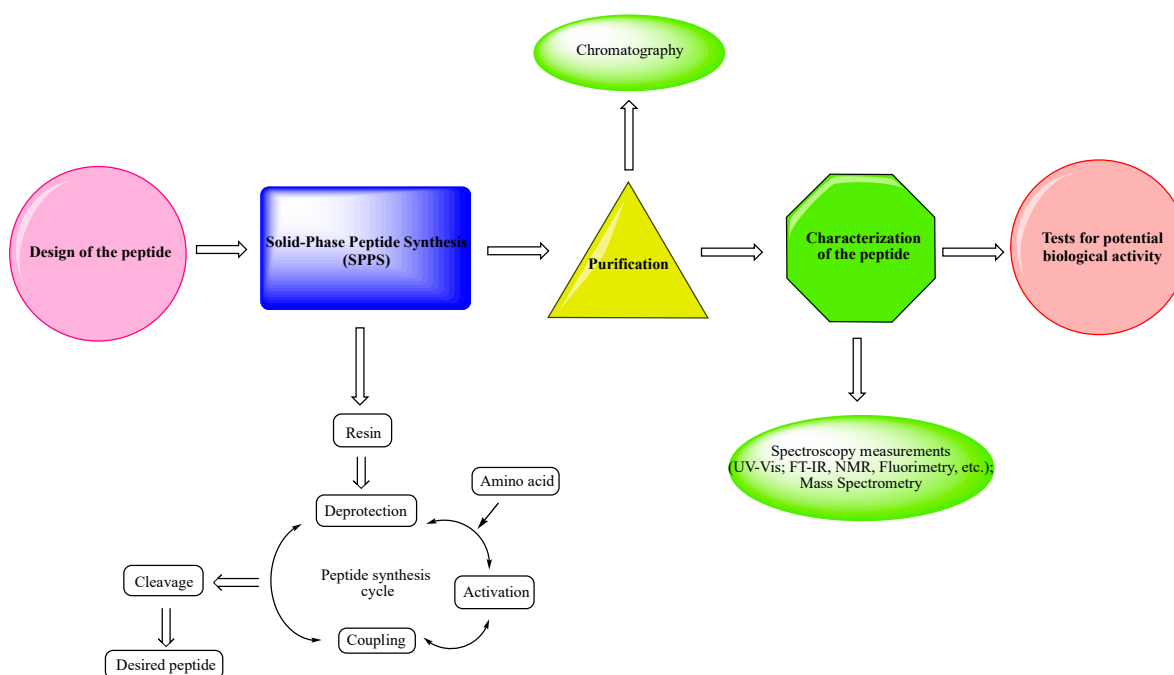 Chromatography
Design of the peptide
Solid-Phase Peptide Synthesis
(SPPS)
Purification
Characterization
of the peptide
Tests for potential
biological activity
Resin
Spectroscopy measurements
(UV-Vis; FT-IR, NMR, Fluorimetry, etc.);
Mass Spectrometry
Amino acid
Deprotection
Peptide synthesis
cycle
Cleavage
Activation
Coupling
Desired peptide